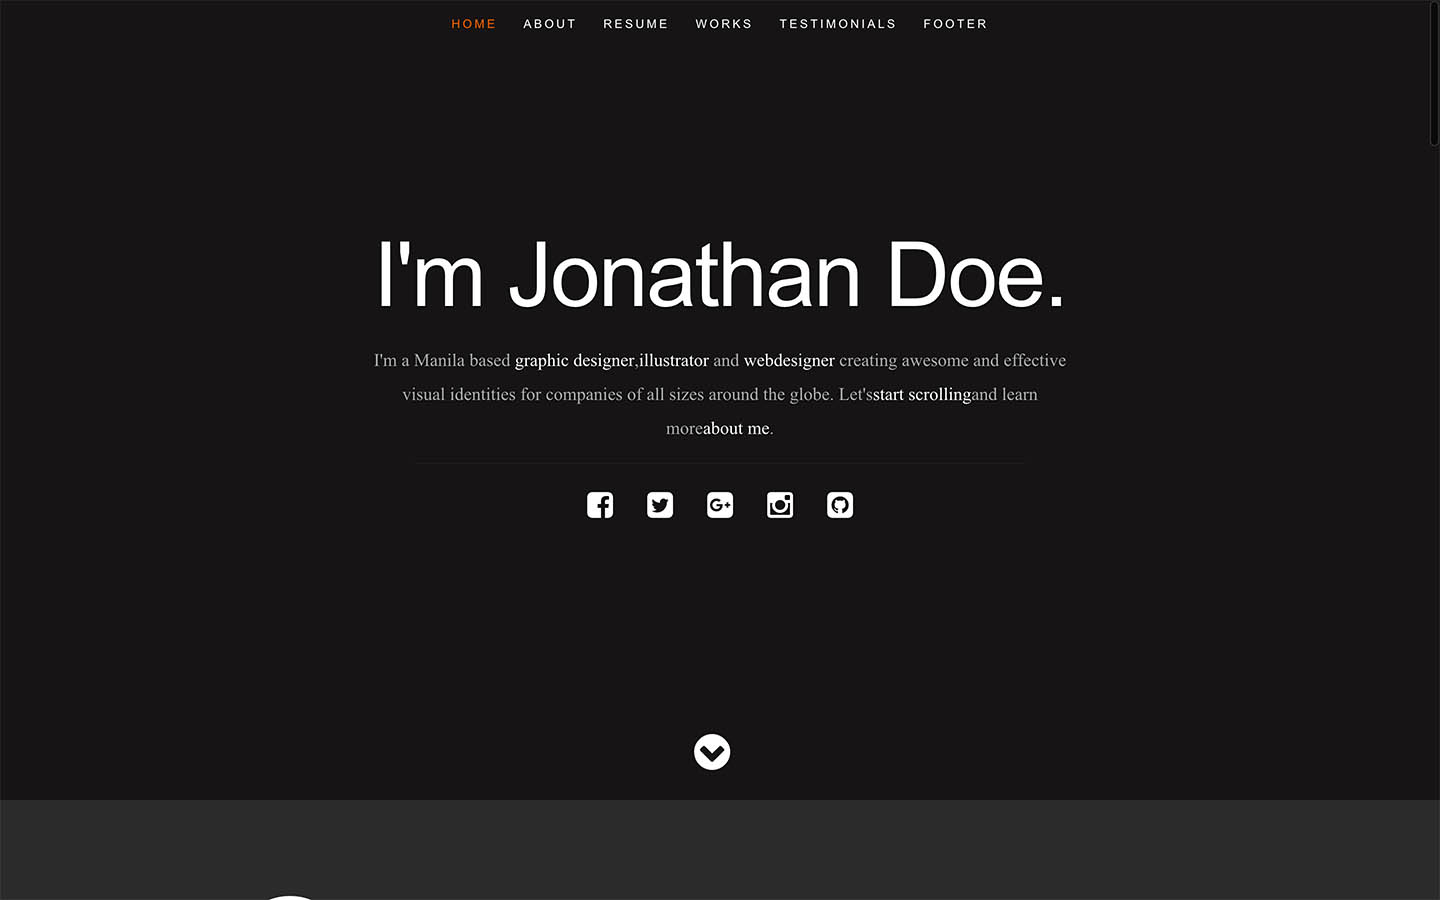 HOME ABOUT RESUME WORKS TESTIMONIALS FOOTER
I'm Jonathan Doe.
I'm a Manila based graphic designer,illustrator and webdesigner creating awesome and effective
visual identities for companies of all sizes around the globe. Let'sstart scrollingand learn
moreabout me.